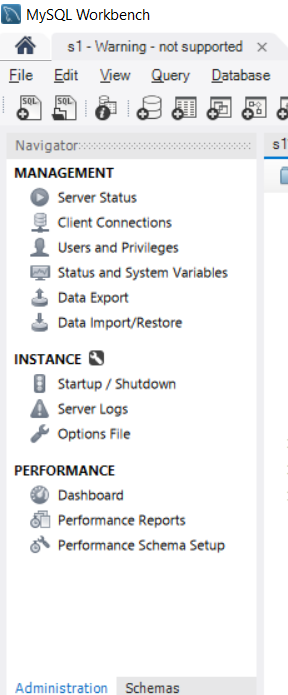 MySQL Workbench
s1 - Warning - not supported
File Edit View Query Database
SQL SQL
Navigator
s1
MANAGEMENT
Server Status
Client Connections
Users and Privileges
Status and System Variables
Data Export
Data Import/Restore
INSTANCE
Startup / Shutdown
Server Logs
Options File
PERFORMANCE
Dashboard
Performance Reports
Performance Schema Setup
Administration Schemas